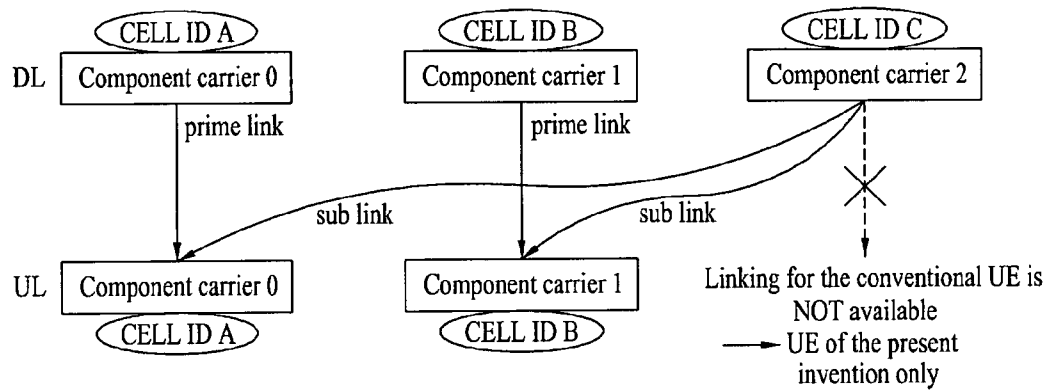 CELL ID A
CELL ID B
CELL ID C
DL
Component carrier 0
Component carrier 1
Component carrier 2
prime link
prime link
sub link
sub link
UL
Component carrier 0
Component carrier 1
CELL ID A
CELL ID B
Linking for the conventional UE is
NOT available
UE of the present
invention only